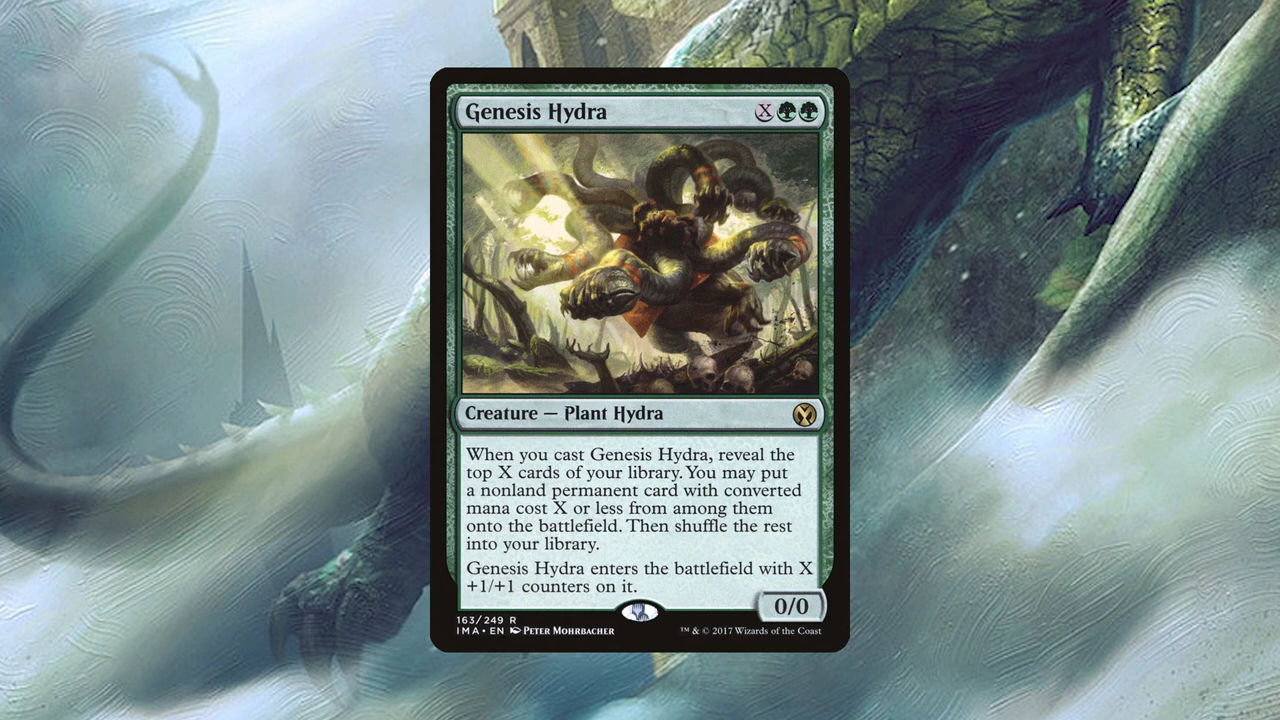 Genesis Hydra X
Creature — Plant Hydra
When you cast Genesis Hydra, reveal the
top X cards of your library. You may put
a nonland permanent card with converted
mana cost X or less from among them
onto the battlefield. Then shuffle the rest
into your library.
Genesis Hydra enters the battlefield with X
+1/+1 counters on it.
0/0
163/249 R
IMA • EN Peter Mohrbacher
™ & © 2017 Wizards of the Coast